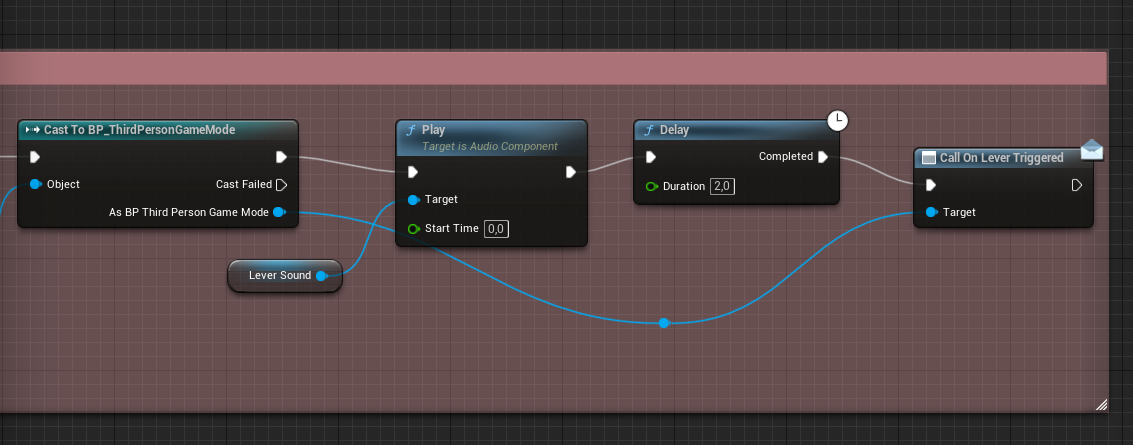 Cast To BP_ThirdPersonGameMode
Object
Cast Failed
As BP Third Person Game Mode
Lever Sound
Play
Target is Audio Component
Target
Start Time 0,0
Delay
Completed
Duration 2,0
Call On Lever Triggered
Target